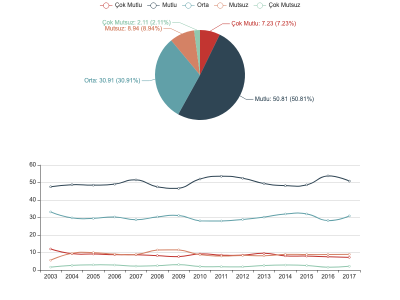 Çok Mutlu Mutlu Orta Mutsuz Çok Mutsuz
Çok Mutsuz: 2.11 (2.11%)
Çok Mutlu: 7.23 (7.23%)
Mutsuz: 8.94 (8.94%)
Orta: 30.91 (30.91%)
Mutlu: 50.81 (50.81%)
60
50
40
30
20
10
0
2003 2004 2005 2006 2007 2008 2009 2010 2011 2012 2013 2014 2015 2016 2017